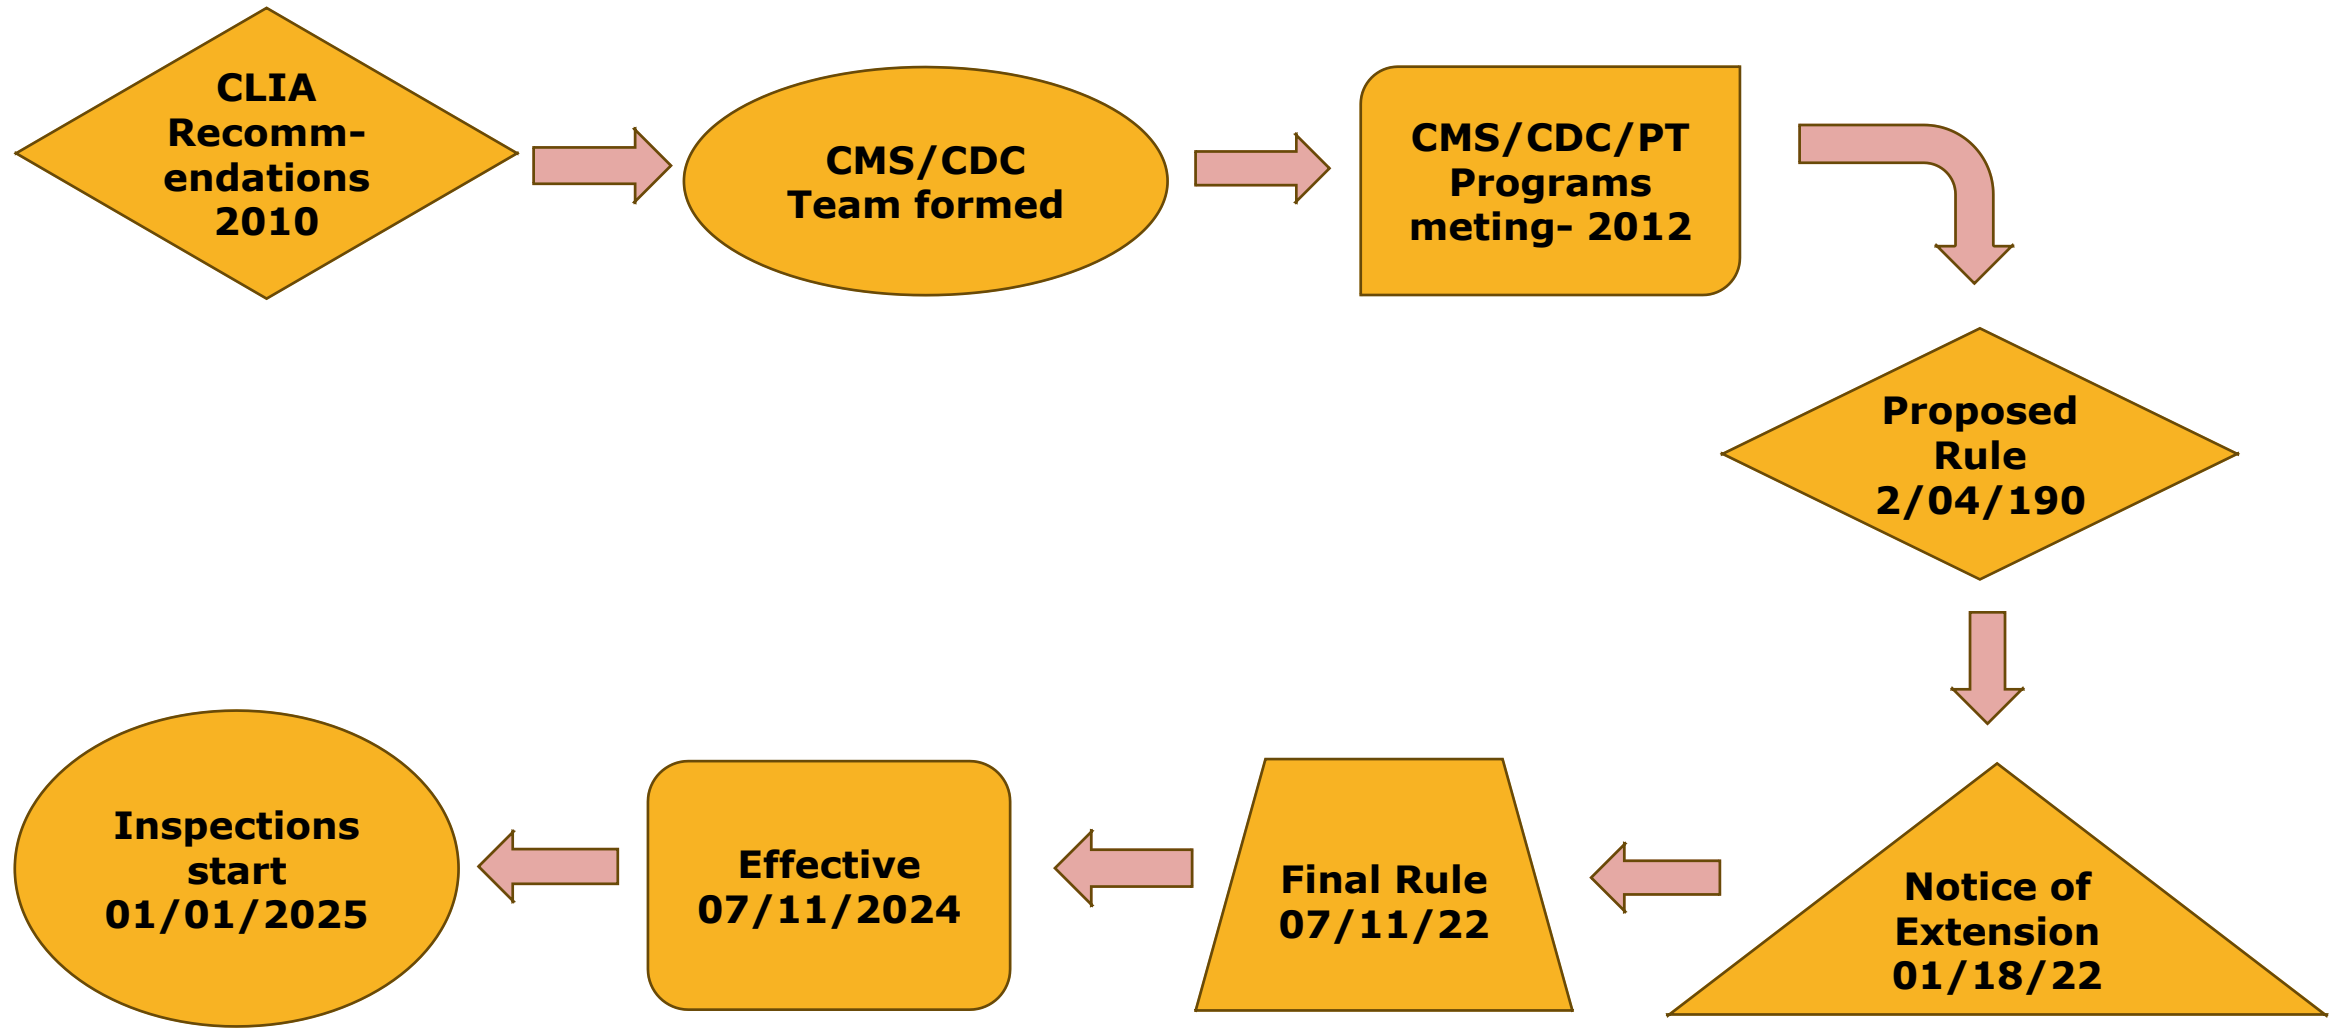 CLIA
Recomm-
endations
2010
CMS/CDC
Team formed
CMS/CDC/PT
Programs
meting- 2012
Proposed
Rule
2/04/190
Notice of
Extension
01/18/22
Final Rule
07/11/22
Effective
07/11/2024
Inspections
start
01/01/2025